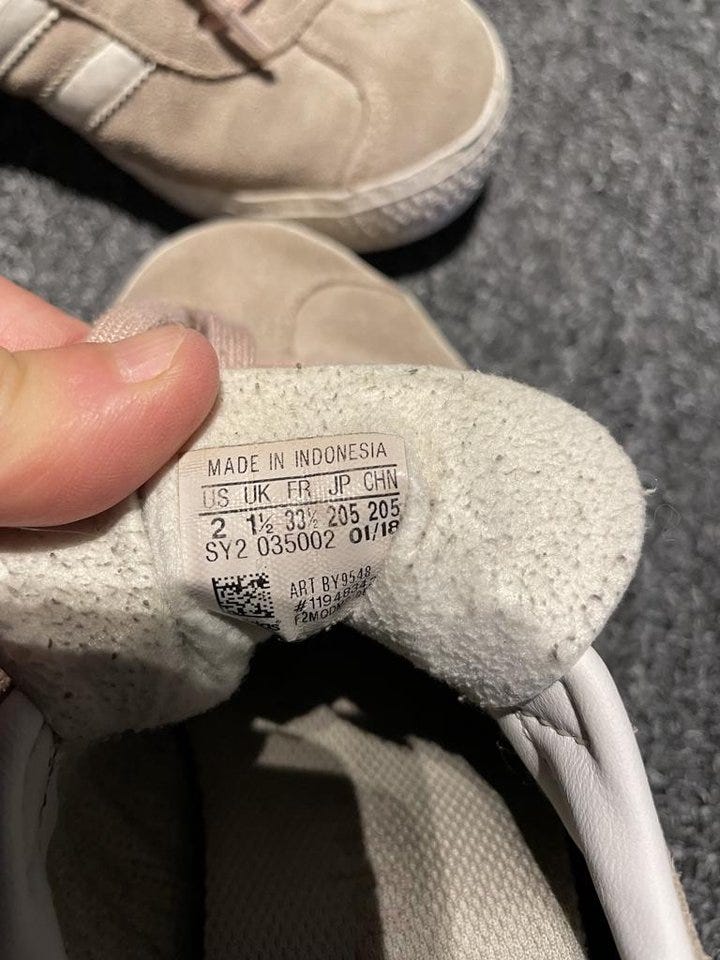 MADE IN INDONESIA
US UK FR JP CHN
2 1½ 33½ 205 205
SY2 035002 01/18
ART BY9548